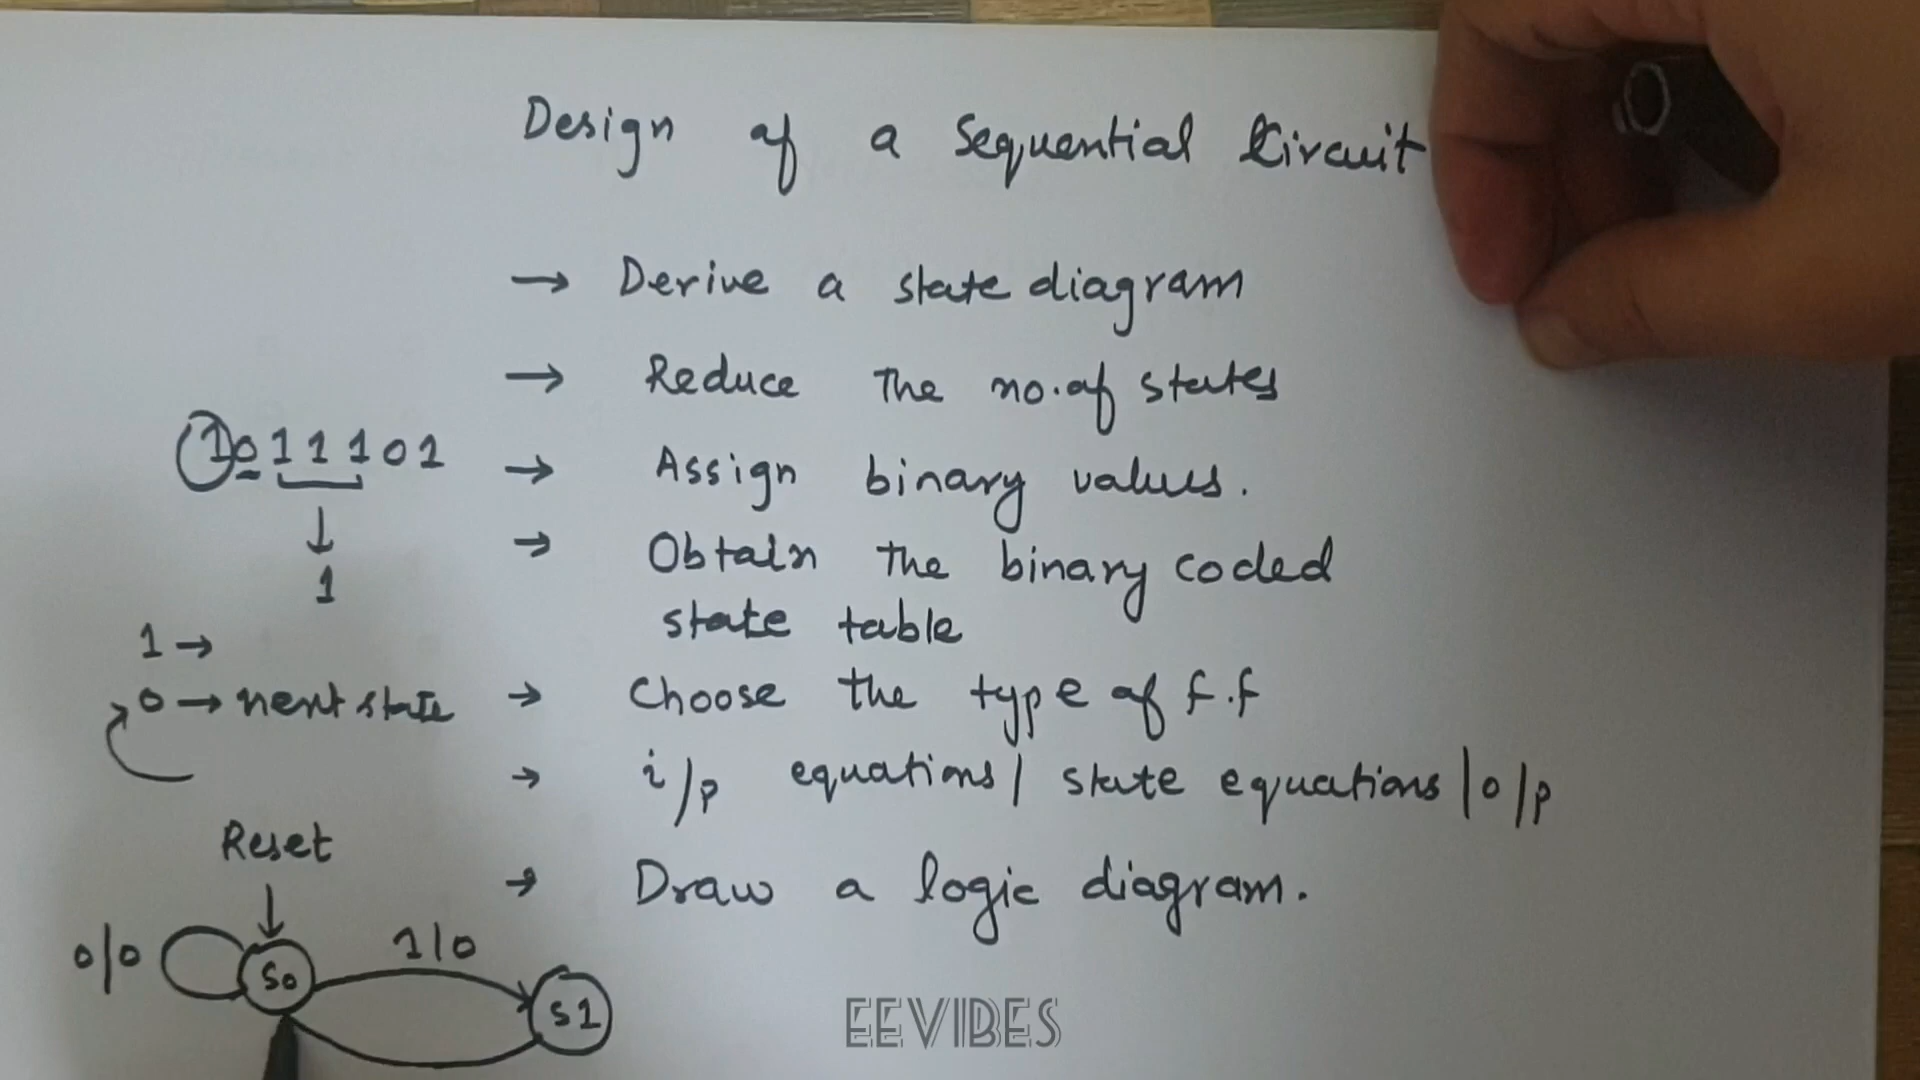 Design of a Sequential Circuit
→ Derive a state diagram
→ Reduce the no. of states
1011101
→ Assign binary values.
↓
1
→ Obtain the binary coded
state table
1 →
0 → next state
→ Choose the type of f.f
→ i/p equations / state equations / o/p
Reset
↓
→ Draw a logic diagram.
0/0
1/0
S0
S1
EEVIBES